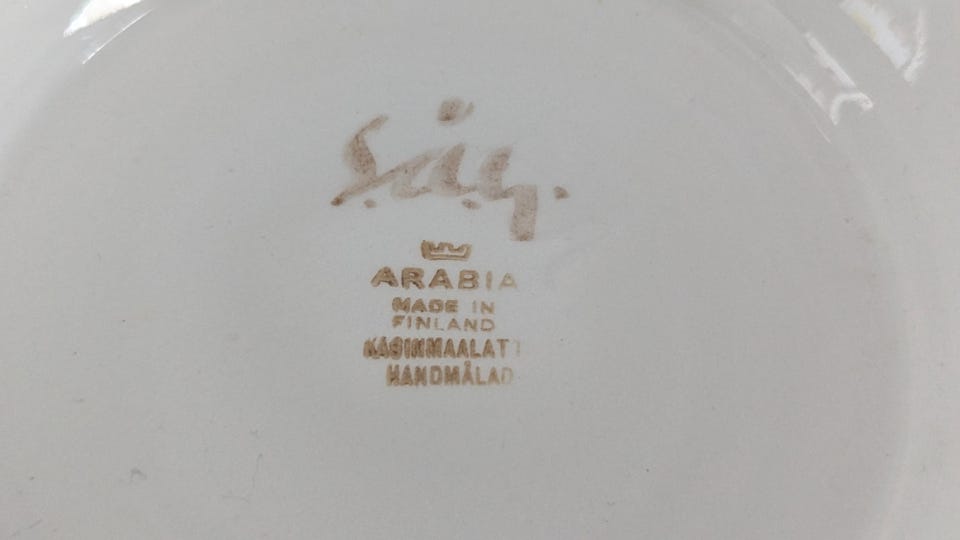 ARABIA
MADE IN
FINLAND
KÄSINMAALATT
HANDMÅLAD